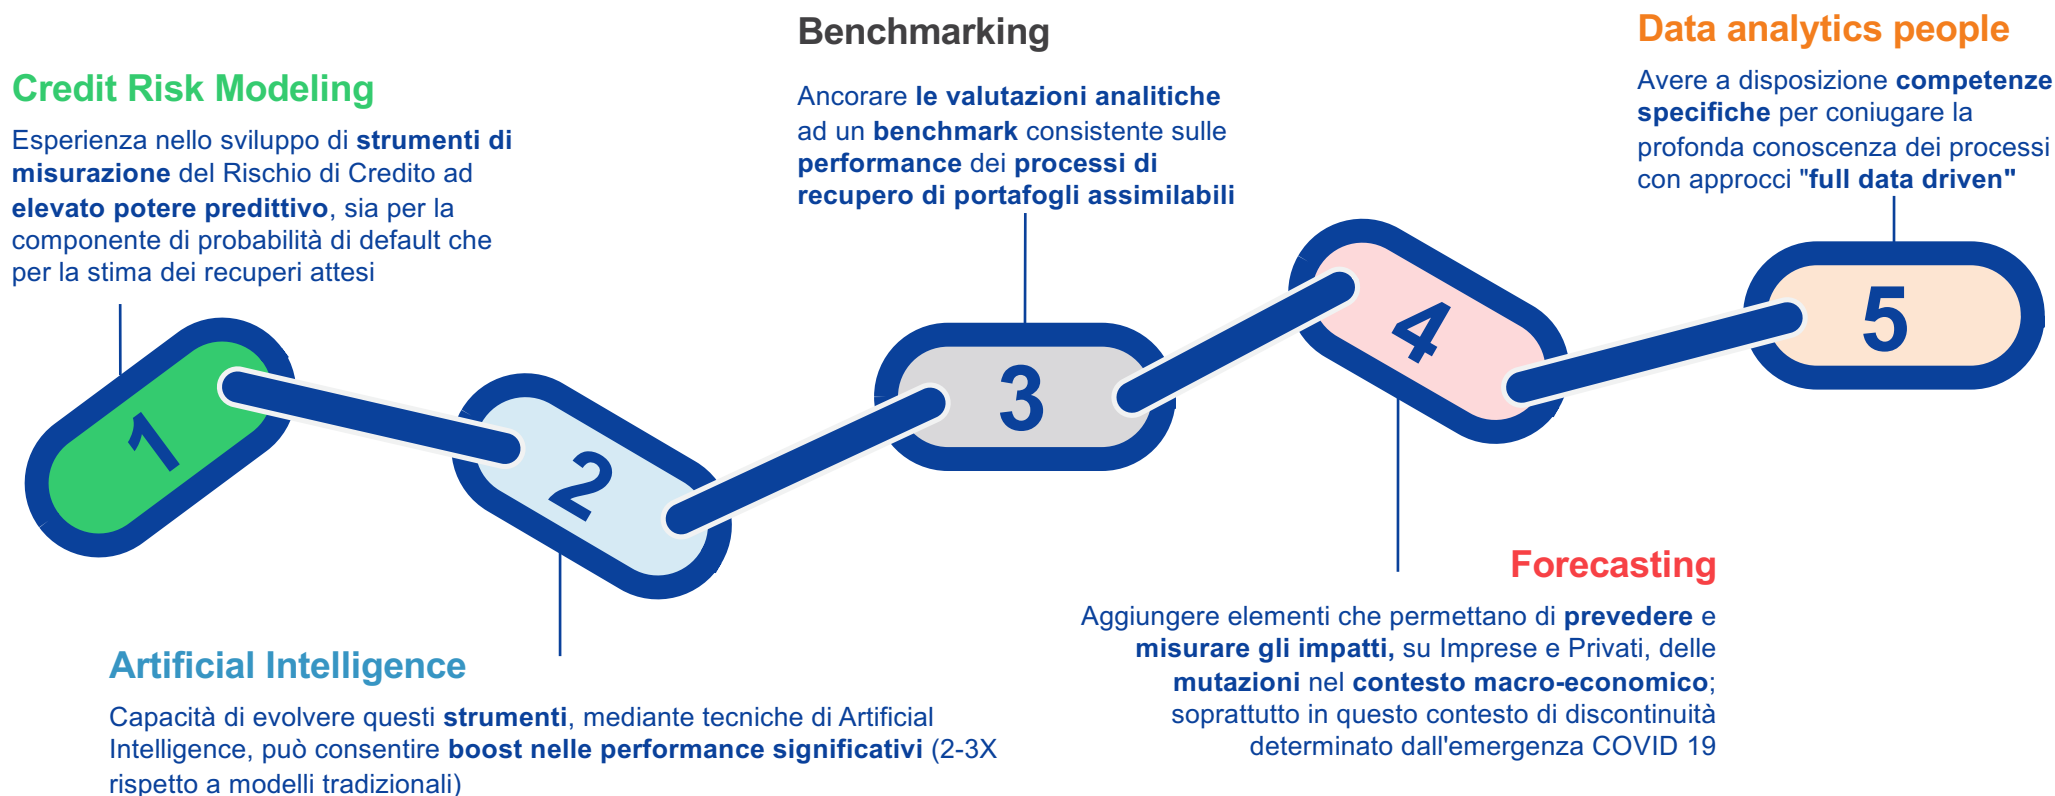 Credit Risk Modeling
Esperienza nello sviluppo di strumenti di
misurazione del Rischio di Credito ad
elevato potere predittivo, sia per la
componente di probabilità di default che
per la stima dei recuperi attesi
1
Artificial Intelligence
Capacità di evolvere questi strumenti, mediante tecniche di Artificial
Intelligence, può consentire boost nelle performance significativi (2-3X
rispetto a modelli tradizionali)
2
Benchmarking
Ancorare le valutazioni analitiche
ad un benchmark consistente sulle
performance dei processi di
recupero di portafogli assimilabili
3
Forecasting
Aggiungere elementi che permettano di prevedere e
misurare gli impatti, su Imprese e Privati, delle
mutazioni nel contesto macro-economico;
soprattutto in questo contesto di discontinuità
determinato dall'emergenza COVID 19
4
Data analytics people
Avere a disposizione competenze
specifiche per coniugare la
profonda conoscenza dei processi
con approcci "full data driven"
5